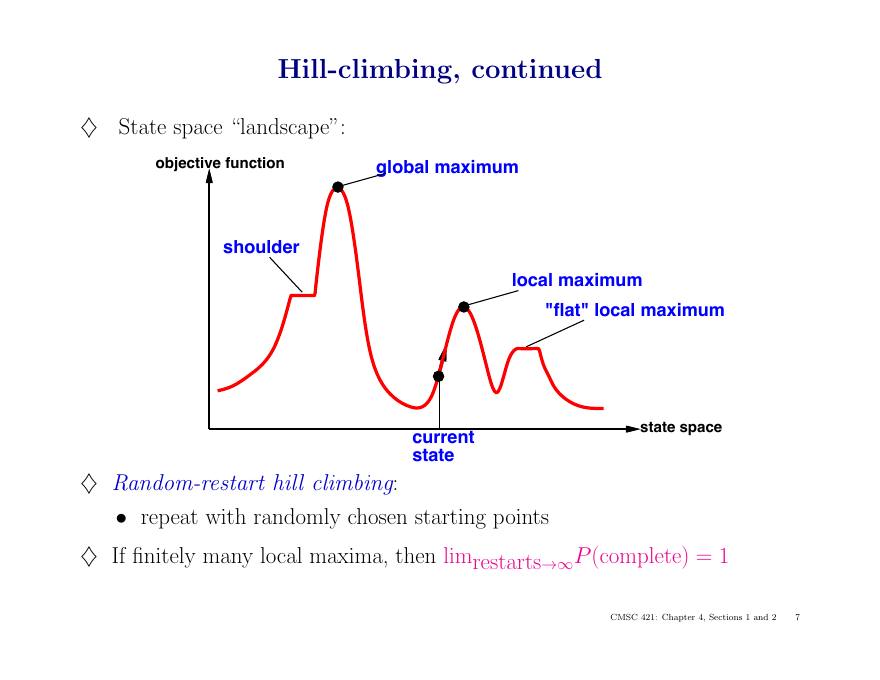 Hill-climbing, continued
♢ State space “landscape”:
objective function
global maximum
shoulder
local maximum
"flat" local maximum
state space
current
state
♢ Random-restart hill climbing:
• repeat with randomly chosen starting points
♢ If finitely many local maxima, then lim restarts→∞ P(complete) = 1
CMSC 421: Chapter 4, Sections 1 and 2 7